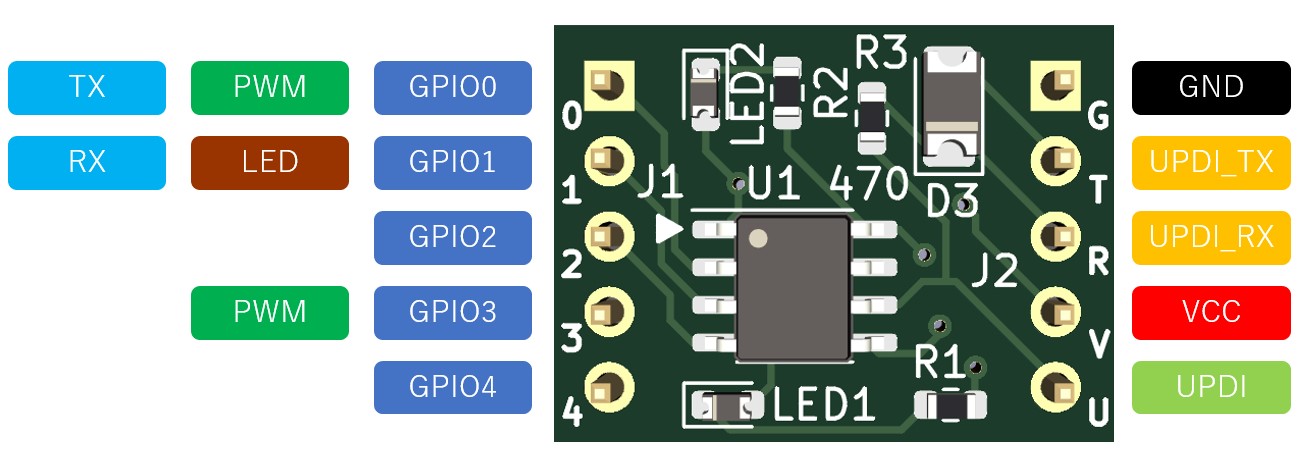 TX PWM GPIO0
RX LED GPIO1
GPIO2
PWM GPIO3
GPIO4
0
1
2
3
4
LED2
R2
R3
J1
U1
470
D3
J2
R1
LED1
G
T
R
V
U
GND
UPDI_TX
UPDI_RX
VCC
UPDI